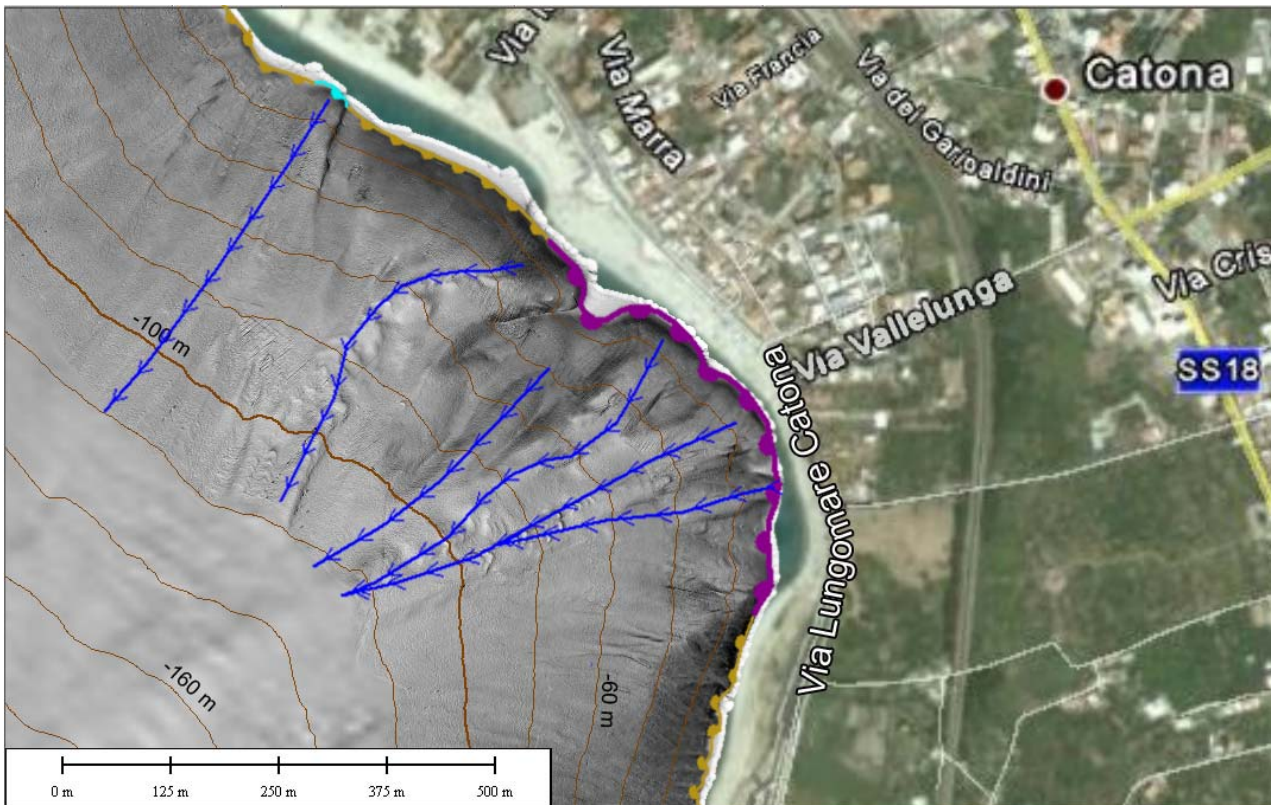 Via Marra
Via Francia
Via dei Garibaldini
Catona
Via Vallelunga
Via Cris
SS18
Via Lungomare Catona
-100 m
-160 m
-60 m
0 m 125 m 250 m 375 m 500 m